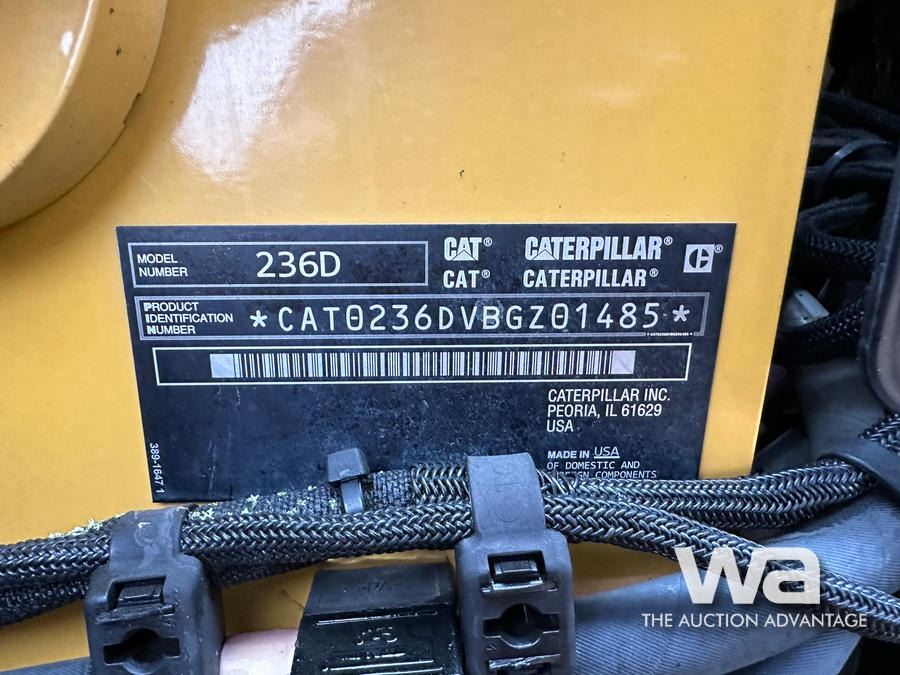 MODEL
NUMBER
236D
CAT® CATERPILLAR®
CAT® CATERPILLAR®
PRODUCT
IDENTIFICATION
NUMBER
*CAT0236DVBGZ01485*
CATERPILLAR INC.
PEORIA, IL 61629
USA
MADE IN USA
OF DOMESTIC AND
COMPONENTS
389-1647 1
wa
THE AUCTION ADVANTAGE